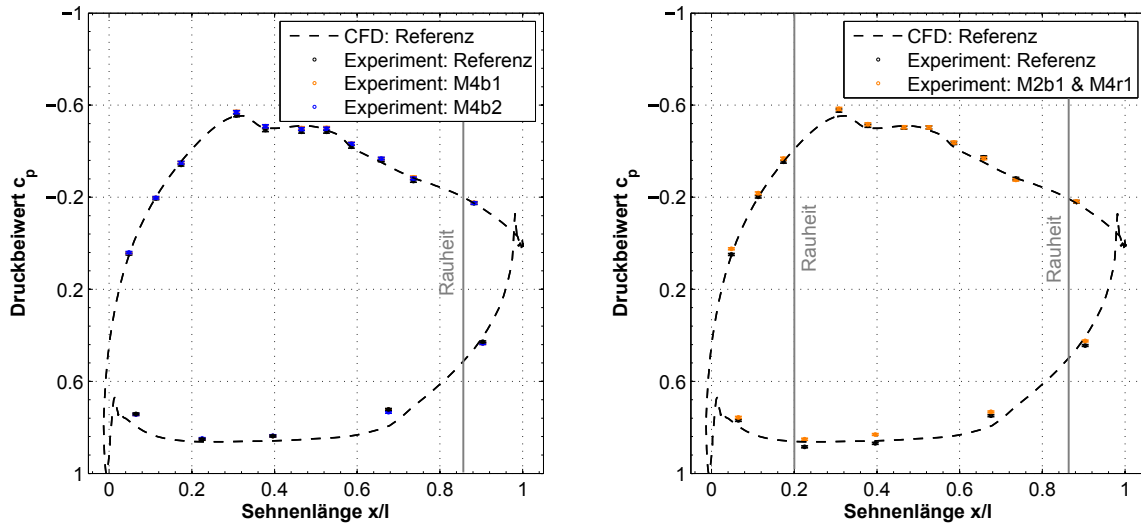 −1
−0.6
−0.2
0.2
0.6
1
Druckbeiwert c_p
0
0.2
0.4
0.6
0.8
1
Sehnenlänge x/l
CFD: Referenz
Experiment: Referenz
Experiment: M4b1
Experiment: M4b2
Rauheit
−1
−0.6
−0.2
0.2
0.6
1
Druckbeiwert c_p
0
0.2
0.4
0.6
0.8
1
Sehnenlänge x/l
CFD: Referenz
Experiment: Referenz
Experiment: M2b1 & M4r1
Rauheit
Rauheit